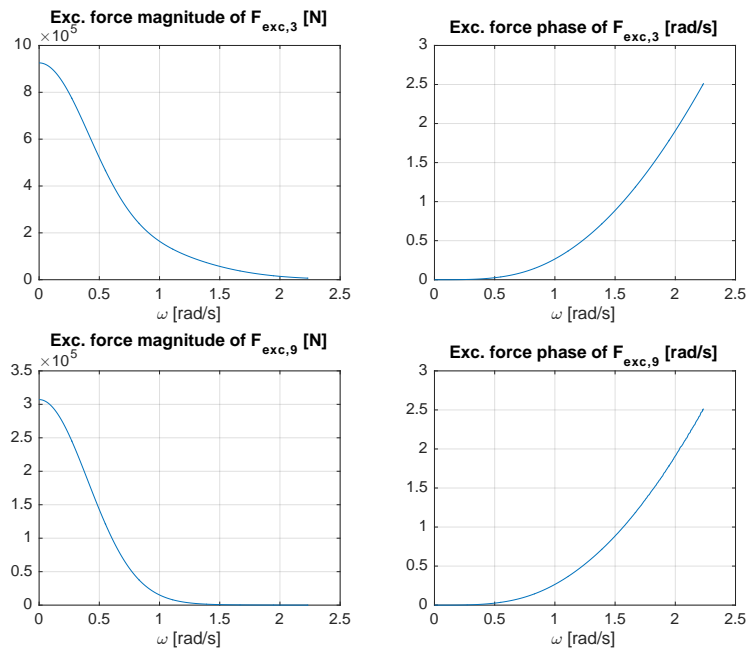 Exc. force magnitude of F_exc,3 [N]
×10^5
10
8
6
4
2
0
0 0.5 1 1.5 2 2.5
ω [rad/s]
Exc. force phase of F_exc,3 [rad/s]
3
2.5
2
1.5
1
0.5
0
0 0.5 1 1.5 2 2.5
ω [rad/s]
Exc. force magnitude of F_exc,9 [N]
×10^5
3.5
3
2.5
2
1.5
1
0.5
0
0 0.5 1 1.5 2 2.5
ω [rad/s]
Exc. force phase of F_exc,9 [rad/s]
3
2.5
2
1.5
1
0.5
0
0 0.5 1 1.5 2 2.5
ω [rad/s]